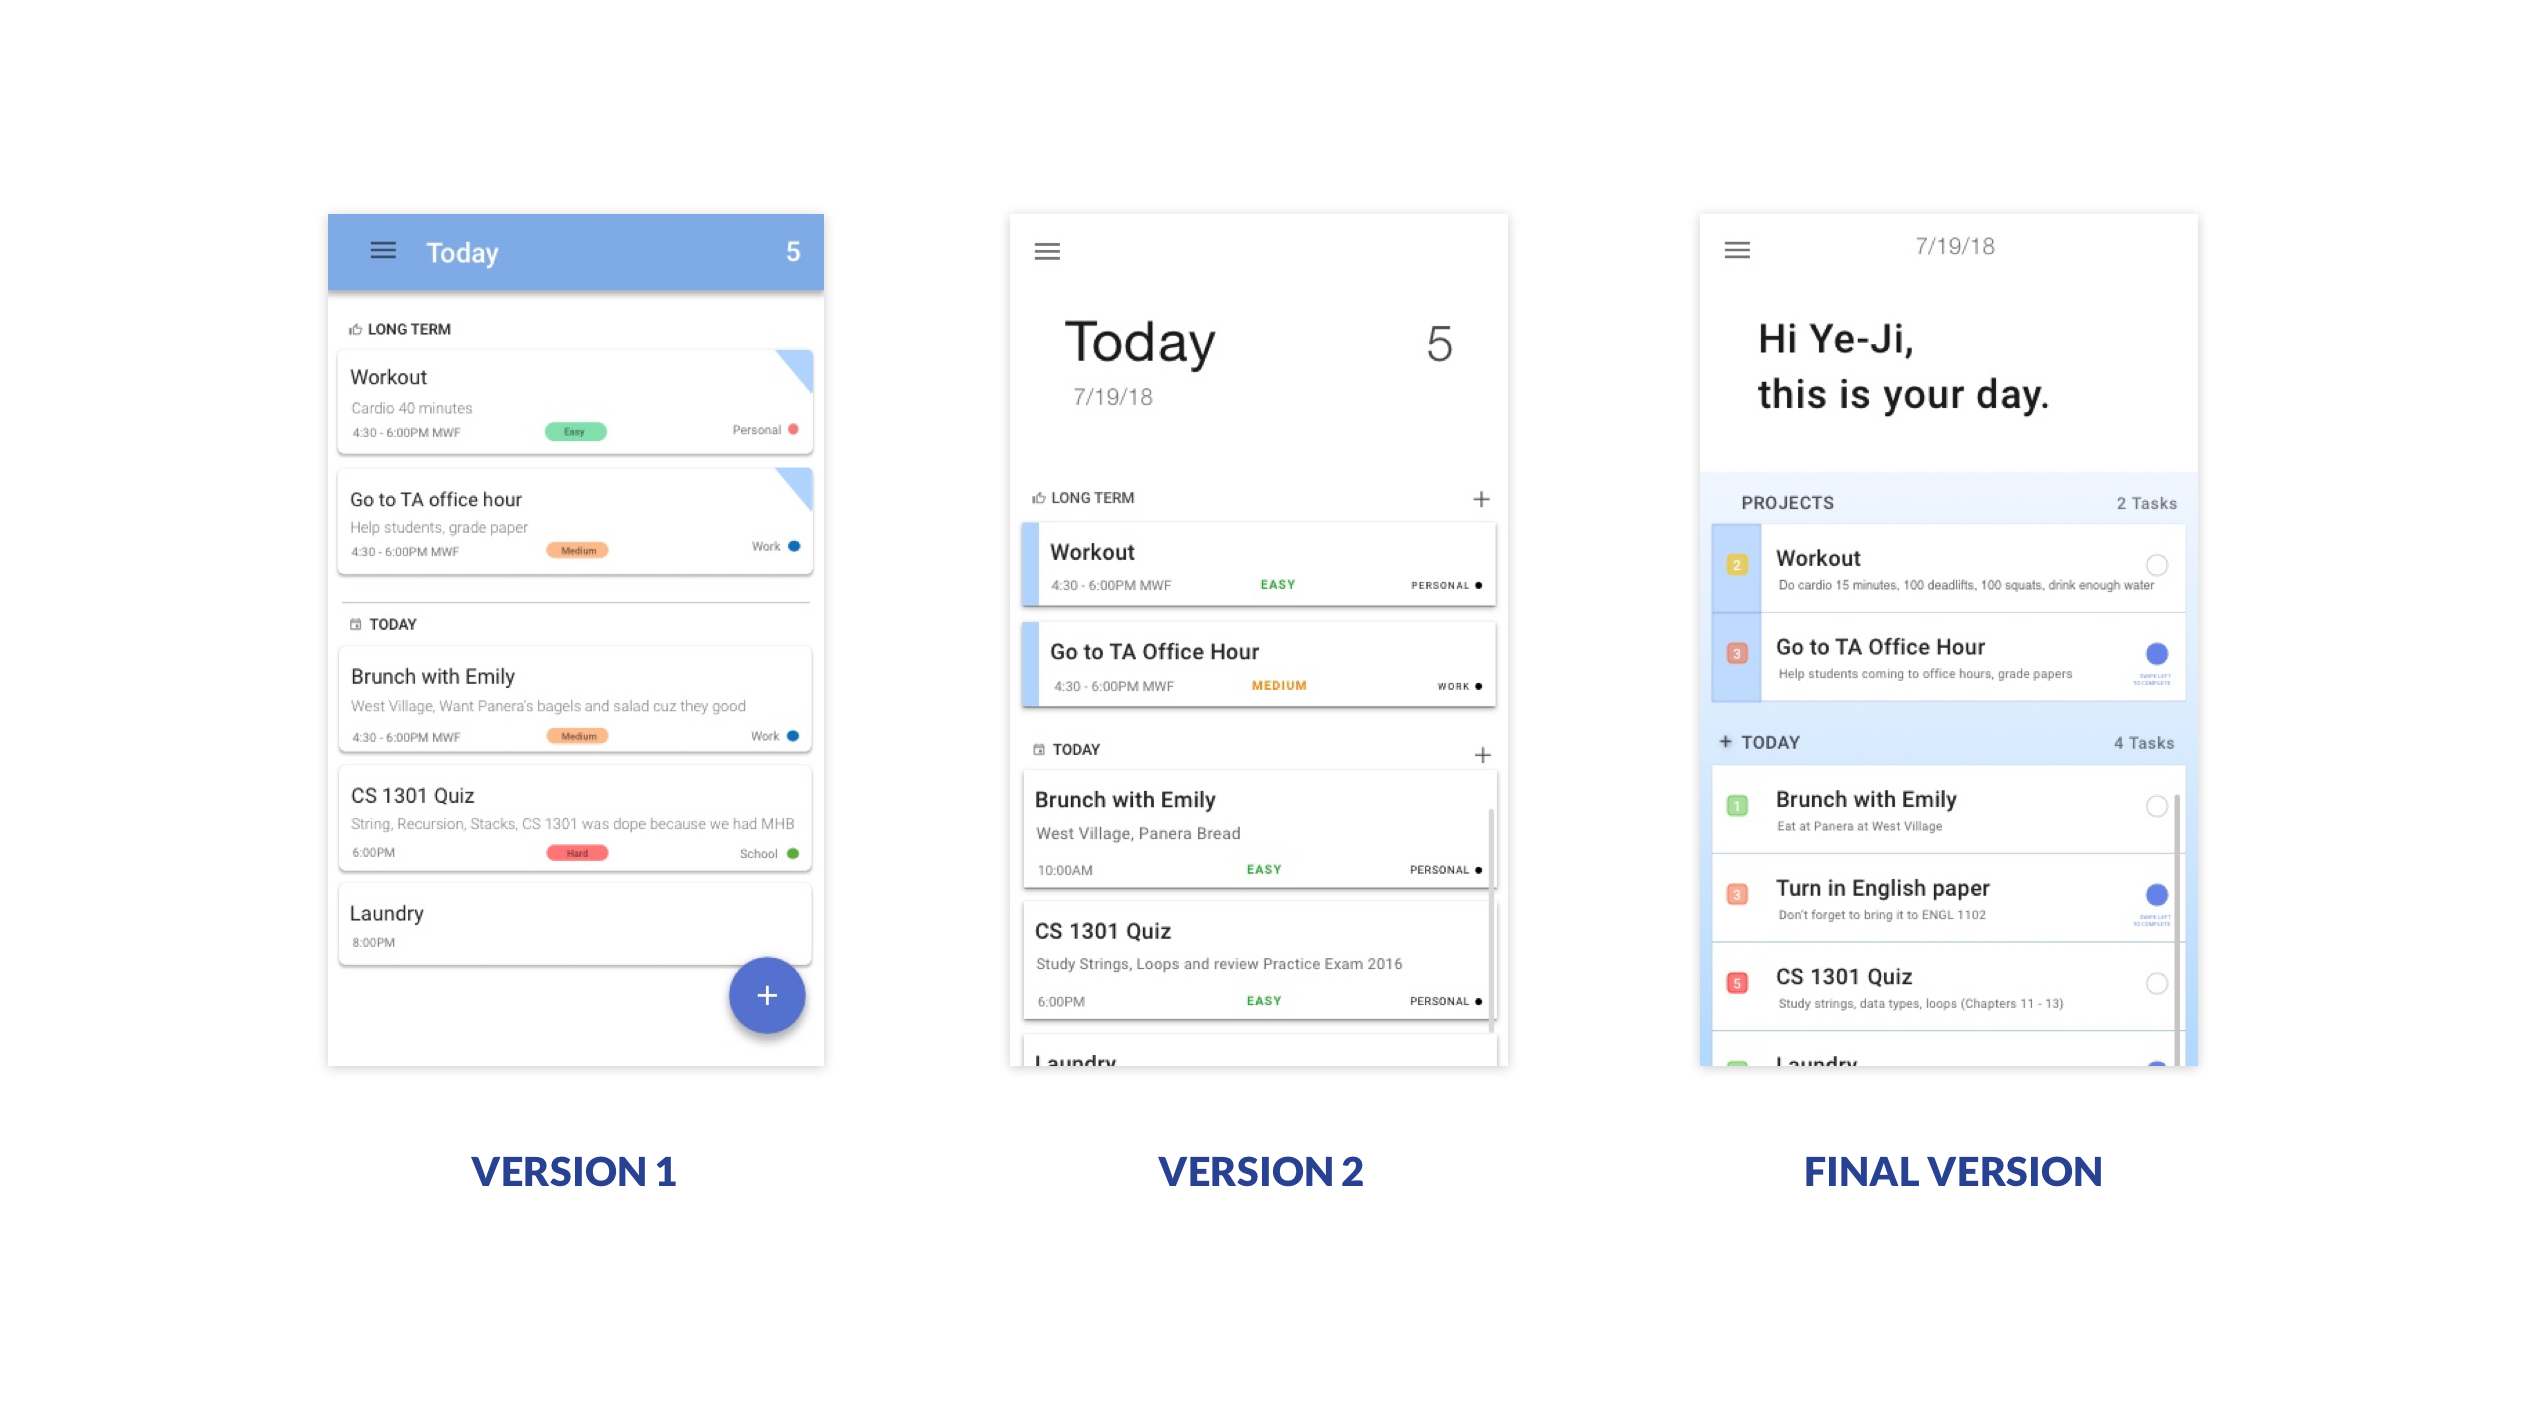 Today 5
LONG TERM
Workout
Cardio 40 minutes
4:30 - 6:00PM MWF Easy Personal
Go to TA office hour
Help students, grade paper
4:30 - 6:00PM MWF Medium Work
TODAY
Brunch with Emily
West Village, Want Panera's bagels and salad cuz they good
4:30 - 6:00PM MWF Medium Work
CS 1301 Quiz
String, Recursion, Stacks, CS 1301 was dope because we had MHB
6:00PM Hard School
Laundry
8:00PM
+
VERSION 1
Today 5
7/19/18
LONG TERM +
Workout
4:30 - 6:00PM MWF EASY PERSONAL
Go to TA Office Hour
4:30 - 6:00PM MWF MEDIUM WORK
TODAY +
Brunch with Emily
West Village, Panera Bread
10:00AM EASY PERSONAL
CS 1301 Quiz
Study Strings, Loops and review Practice Exam 2016
6:00PM EASY PERSONAL
Laundry
VERSION 2
7/19/18
Hi Ye-Ji,
this is your day.
PROJECTS 2 Tasks
2 Workout
Do cardio 15 minutes, 100 deadlifts, 100 squats, drink enough water
3 Go to TA Office Hour
Help students coming to office hours, grade papers
SWIPE LEFT
TO COMPLETE
+ TODAY 4 Tasks
1 Brunch with Emily
Eat at Panera at West Village
3 Turn in English paper
Don't forget to bring it to ENGL 1102
SWIPE LEFT
TO COMPLETE
5 CS 1301 Quiz
Study strings, data types, loops (Chapters 11 - 13)
Laundry
FINAL VERSION